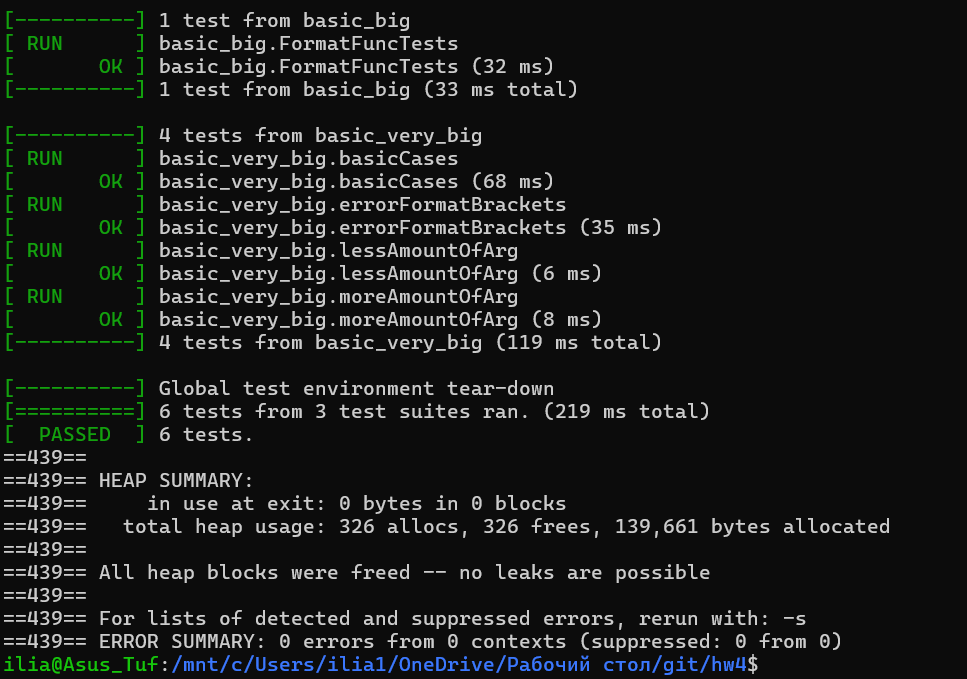 [----------] 1 test from basic_big
[ RUN      ] basic_big.FormatFuncTests
[       OK ] basic_big.FormatFuncTests (32 ms)
[----------] 1 test from basic_big (33 ms total)

[----------] 4 tests from basic_very_big
[ RUN      ] basic_very_big.basicCases
[       OK ] basic_very_big.basicCases (68 ms)
[ RUN      ] basic_very_big.errorFormatBrackets
[       OK ] basic_very_big.errorFormatBrackets (35 ms)
[ RUN      ] basic_very_big.lessAmountOfArg
[       OK ] basic_very_big.lessAmountOfArg (6 ms)
[ RUN      ] basic_very_big.moreAmountOfArg
[       OK ] basic_very_big.moreAmountOfArg (8 ms)
[----------] 4 tests from basic_very_big (119 ms total)

[----------] Global test environment tear-down
[==========] 6 tests from 3 test suites ran. (219 ms total)
[  PASSED  ] 6 tests.
==439==
==439== HEAP SUMMARY:
==439==     in use at exit: 0 bytes in 0 blocks
==439==   total heap usage: 326 allocs, 326 frees, 139,661 bytes allocated
==439==
==439== All heap blocks were freed -- no leaks are possible
==439==
==439== For lists of detected and suppressed errors, rerun with: -s
==439== ERROR SUMMARY: 0 errors from 0 contexts (suppressed: 0 from 0)
ilia@Asus_Tuf:/mnt/c/Users/ilia1/OneDrive/Рабочий стол/git/hw4$